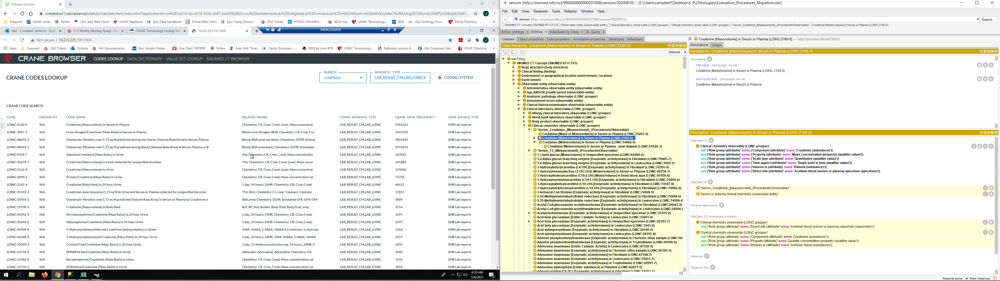 VMware Horizon
onedeskws1.nebraskamed.com/portal/webclient/index.html?applicationId=cn%3Dca57e1eb-e574-433a-a047-bed3f92d02cc,ou%3Dentitlements,dc%3Dvdiglobal,dc%3Dvmware,dc%3Dint&SAMLart=
Frequent UNMC email RxNav i2b2 deid Web Client UNMC AppStore Epic Data Handbook Shrine Web Client Epic Clarity Diction... i2b2 Tickets IHTSDO SNOMED... BD2K trac UNMC Terminology... BOX i2b2 Ontology Func... Phone Directory
Mail - Campbell, James R - Outlo (11) Weekly Meeting Query - Tic CRANE Terminology Lookup Too 10.233.225.131:7000 IMDRC25069JC
Not secure 10.233.225.131:7000
Apps Frequent i2b2 Tickets Outlook SAS Documentatio... Box Simple Online... One Chart PATIENT RxNav New York Times Clarity Dictionary -... REDCap Iowa RCR UNMC Terminology... Nebraska Lexicon B... i2b2 Transmart Sym... UNMC Directory
CRANE BROWSER CODES LOOKUP DATA DICTIONARY VALUE SET LOOKUP SNOMED CT BROWSER
CRANE CODES LOOKUP
SEARCH creatinine SEMANTIC TYPE LAB_RESULT_CM.LAB_LOINC CODING SYSTEM
CRANE CODE SEARCH
CODE HIERARCHY CODE_NAME RELATED_NAMES CRANE_SEMANTIC_TYPE CRANE_DATA_FREQUENCY DATA_SOURCE_TYPE
LOINC:2160-0 N/A Creatinine [Mass/volume] in Serum or Plasma Chemistry; CR; Crea; Creat; Level; Mass concentrat LAB_RESULT_CM.LAB_LOINC 5961322 EHR Lab reports
LOINC:3097-3 N/A Urea nitrogen/Creatinine [Mass Ratio] in Serum or Plasma Blood urea nitrogen; BUN; Chemistry; CR; Crea; Cre LAB_RESULT_CM.LAB_LOINC 5453120 EHR Lab reports
LOINC:48642-3 N/A Glomerular filtration rate/1.73 sq M.predicted among non-blacks [Volume Rate/Area] in Serum, Plasma Blood; BSA pred.non black; Chemistry; EGFR; Estima LAB_RESULT_CM.LAB_LOINC 4801495 EHR Lab reports
LOINC:48643-1 N/A Glomerular filtration rate/1.73 sq M.predicted among blacks [Volume Rate/Area] in Serum, Plasma or B Blood; BSA pred.black; Chemistry; EGFR; Estimated LAB_RESULT_CM.LAB_LOINC 4741543 EHR Lab reports
LOINC:9318-7 N/A Albumin/Creatinine [Mass Ratio] in Urine Alb; Chemistry; CR; Crea; Creat; Mass concentratio LAB_RESULT_CM.LAB_LOINC 147022 EHR Lab reports
LOINC:35674-1 N/A Creatinine [Mass/volume] in Urine collected for unspecified duration ?Tm; Chemistry; CR; Crea; Creat; Level; Mass conce LAB_RESULT_CM.LAB_LOINC 141889 EHR Lab reports
LOINC:2161-8 N/A Creatinine [Mass/volume] in Urine Chemistry; CR; Crea; Creat; Level; Mass concentrat LAB_RESULT_CM.LAB_LOINC 129058 EHR Lab reports
LOINC:2890-2 N/A Protein/Creatinine [Mass Ratio] in Urine Chemistry; CR; Crea; Creat; Mass concentration rat LAB_RESULT_CM.LAB_LOINC 71733 EHR Lab reports
LOINC:2162-6 N/A Creatinine [Mass/time] in 24 hour Urine 1 day; 24 hours; 24HR; Chemistry; CR; Crea; Creat; LAB_RESULT_CM.LAB_LOINC 48412 EHR Lab reports
LOINC:35593-3 N/A Creatinine renal clearance/1.73 sq M in Urine and Serum or Plasma collected for unspecified duration ?Tm; BSA; Chemistry; Cl; Clear; Clearanc; Clearanc LAB_RESULT_CM.LAB_LOINC 17857 EHR Lab reports
LOINC:33914-3 N/A Glomerular filtration rate/1.73 sq M.predicted [Volume Rate/Area] in Serum or Plasma by Creatinine-b BSA.pred; Chemistry; EGFR; Estimated GFR; GFR; GFR LAB_RESULT_CM.LAB_LOINC 5804 EHR Lab reports
LOINC:12190-5 N/A Creatinine [Mass/volume] in Body fluid B/F; BF; bod; Bodies; Body fluid; Body fluid, unsp LAB_RESULT_CM.LAB_LOINC 3754 EHR Lab reports
LOINC:44342-4 N/A Normetanephrine/Creatinine [Mass Ratio] in 24 hour Urine 1 day; 24 hours; 24HR; Chemistry; CR; Crea; Creat; LAB_RESULT_CM.LAB_LOINC 1597 EHR Lab reports
LOINC:35644-4 N/A Metanephrine/Creatinine [Mass Ratio] in 24 hour Urine 1 day; 24 hours; 24HR; Chemistry; CR; Crea; Creat; LAB_RESULT_CM.LAB_LOINC 1597 EHR Lab reports
LOINC:44909-0 N/A 5-Hydroxyindoleacetate and Creatinine [Interpretation] in Urine 5HIA; 5HIAA; 5-HIAA; 5HIAA & Creatinine; 5-Hydroxy LAB_RESULT_CM.LAB_LOINC 1364 EHR Lab reports
LOINC:44288-9 N/A 5-Hydroxyindoleacetate/Creatinine [Mass Ratio] in 24 hour Urine 1 day; 24 hours; 24HR; 5HIA; 5HIAA; 5-HIAA; 5HIAA LAB_RESULT_CM.LAB_LOINC 1159 EHR Lab reports
LOINC:32009-3 N/A Cortisol Free/Creatinine [Mass Ratio] in 24 hour Urine 1 day; 17-Hydroxycorticosterone; 24 hours; 24HR; C LAB_RESULT_CM.LAB_LOINC 1035 EHR Lab reports
LOINC:13734-9 N/A EPINEPHrine/Creatinine [Mass Ratio] in Urine Adrenalin; Adrenaline; Adreneline; Chemistry; CR; LAB_RESULT_CM.LAB_LOINC 1010 EHR Lab reports
LOINC:13782-8 N/A Norepinephrine/Creatinine [Mass Ratio] in Urine Chemistry; CR; Crea; Creat; Mass concentration rat LAB_RESULT_CM.LAB_LOINC 1010 EHR Lab reports
LOINC:13733-1 N/A DOPamine/Creatinine [Mass Ratio] in Urine Chemistry; CR; Crea; Creat; Mass concentration rat LAB_RESULT_CM.LAB_LOINC 1010 EHR Lab reports
6:59 AM
1/6/2021
version (http://snomed.info/sct/900000000000207008/version/20200810) : [C:\Users\campbell\Desktop\K-P\Ontologies\Evaluation_Procedures_Migration.owl]
File Edit View Reasoner Tools Refactor Window Help
version (http://snomed.info/sct/900000000000207008/version/20200810) Search...
SNOMED CT Concept (SNOMED RT+CTV3) Observable entity (observable entity) Clinical laboratory observable (LOINC grouper) Clinical chemistry observable (LOINC grouper) 'Serum_Creatinine_[Measurement]_(ProceduretoObservable)' Creatinine [Mass/volume] in Serum or Plasma (LOINC:2160-0)
Active ontology Entities Individuals by class DL Query
Classes Object properties Data properties Annotation properties Datatypes Individuals
Class hierarchy: Creatinine [Mass/volume] in Serum or Plasma (LOINC:2160-0)
Inferred
owl:Thing
SNOMED CT Concept (SNOMED RT+CTV3)
Body structure (body structure)
Clinical finding (finding)
Environment or geographical location (environment / location)
Event (event)
Observable entity (observable entity)
Administrative observable entity (observable entity)
Age AND/OR growth period (observable entity)
Anatomic pathology observable (LOINC grouper)
Assessment score (observable entity)
Clinical history/examination observable (observable entity)
Clinical laboratory observable (LOINC grouper)
Allergy clinical laboratory observable (LOINC grouper)
Blood bank laboratory observable (LOINC grouper)
Body product observable (LOINC grouper)
Clinical chemistry observable (LOINC grouper)
'Serum_Creatinine_[Measurement]_(ProceduretoObservable)'
Creatinine [Mass or Moles/volume] in Serum or Plasma (LOINC:35203-9)
Creatinine [Mass/volume] in Serum or Plasma (LOINC:2160-0)
Creatinine [Moles/volume] in Serum or Plasma (LOINC:14682-9)
Creatinine [Moles/volume] in Serum or Plasma --post dialysis (LOINC:51620-3)
'Serum_T3_[Measurement]_(ProceduretoObservable)'
1,3 beta glucan [Mass/volume] in Unspecified specimen (LOINC:62468-4)
1,4-Alpha glucan branching enzyme [Enzymatic activity/mass] in Fibroblast (LOINC:79405-7)
1,4-Alpha glucan branching enzyme [Enzymatic activity/volume] in Leukocytes (LOINC:1650-1)
3-Hydroxybutyrylcarnitine (C4-OH) [Enzymatic activity/mass] in Fibroblast (LOINC:74595-0)
3-Hydroxyhexanoate.free (3-OH-C6:0) [Moles/volume] in Serum or Plasma (LOINC:48758-7)
3-Hydroxylinoleoylcarnitine (C18:2-OH) [Moles/volume] in Dried blood spot (LOINC:50109-8)
3-Hydroxymyristoleylcarnitine (C14:1-OH) [Enzymatic activity/mass] in Fibroblast (LOINC:74604-0)
3-Hydroxypalmitoylcarnitine (C16-OH) [Enzymatic activity/mass] in Fibroblast (LOINC:74597-6)
3-Hydroxytetradecanoylcarnitine (C14-OH) [Enzymatic activity/mass] in Fibroblast (LOINC:74602-4)
3-ketoacyl-CoA thiolase [Enzymatic activity/mass] in Fibroblast (LOINC:74908-5)
5,10-Methylenetetrahydrofolate reductase [Enzymatic activity/mass] in Fibroblast (LOINC:74998-6)
5,10-Methylenetetrahydrofolate reductase [Enzymatic activity/mass] in Leukocytes (LOINC:74999-4)
Acetyl-CoA:glucosamine acetyltransferase [Enzymatic activity/mass] in Fibroblast (LOINC:24043-2)
Acetyl-CoA:glucosamine acetyltransferase [Enzymatic activity/mass] in Leukocytes (LOINC:24044-0
Acetylcholinesterase [Enzymatic activity/volume] in Unspecified specimen (LOINC:35701-2)
Acid beta glucosidase [Entitic Catalytic Activity] in Leukocytes (LOINC:33661-0)
Acid beta glucosidase [Enzymatic activity/mass] in Unspecified specimen (LOINC:35303-7)
Acid beta glucosidase [Enzymatic activity/volume] in Leukocytes (LOINC:1943-0)
Acid sphingomyelinase [Enzymatic activity/mass] in Fibroblast (LOINC:24100-0)
Acid sphingomyelinase [Enzymatic activity/mass] in Leukocytes (LOINC:24101-8)
Adenine phosphoribosyltransferase [Enzymatic activity/mass] in Chorionic villus sample (LOINC:503
Adenine phosphoribosyltransferase [Enzymatic activity/mass] in Trophoblasts (LOINC:50590-9)
Adenosine deaminase [Entitic Catalytic Activity] in Leukocytes (LOINC:47550-9)
Adenosine deaminase [Enzymatic activity/mass] in Chorionic villus sample (LOINC:50395-3)
Adenosine deaminase [Enzymatic activity/mass] in Fibroblast (LOINC:47548-3)
Adenosine deaminase [Enzymatic activity/mass] in Leukocytes (LOINC:79451-1)
Adenosine deaminase [Enzymatic activity/mass] in Trophoblasts (LOINC:50591-7)
Adenosine diphosphate [Entitic substance] in Platelets (LOINC:82871-5)
Creatinine [Mass/volume] in Serum or Plasma (LOINC:2160-0) — http://snomed.info/id/2160-0
Annotations Usage
Annotations: Creatinine [Mass/volume] in Serum or Plasma (LOINC:2160-0)
Annotations
rdfs:label [language: en-us]
Creatinine [Mass/volume] in Serum or Plasma (LOINC:2160-0)
skos:prefLabel [language: en-us]
Creatinine [Mass/volume] in Serum or Plasma
Description: Creatinine [Mass/volume] in Serum or Plasma (LOINC:2160-0)
Equivalent To
'Clinical chemistry observable (LOINC grouper)'
and ('Role group (attribute)' some ('Component (attribute)' some 'Creatinine (substance)'))
and ('Role group (attribute)' some ('Property (attribute)' some 'Mass concentration (property) (qualifier value)'))
and ('Role group (attribute)' some ('Scale type (attribute)' some 'Quantitative (qualifier value)'))
and ('Role group (attribute)' some ('Time aspect (attribute)' some 'Single point in time (qualifier value)'))
and ('Role group (attribute)' some ('Inheres in (attribute)' some 'Plasma (substance)'))
and ('Role group (attribute)' some ('Direct site (attribute)' some 'Acellular blood (serum or plasma) specimen (specimen)'))
SubClass Of
"Serum_Creatinine_[Measurement]_(ProceduretoObservable)"
'Serum or plasma clinical chemistry (observable entity)'
General class axioms
SubClass Of (Anonymous Ancestor)
'Clinical chemistry observable (LOINC grouper)'
and ('Role group (attribute)' some ('Direct site (attribute)' some 'Acellular blood (serum or plasma) specimen (specimen)'))
'Clinical chemistry observable (LOINC grouper)'
and ('Role group (attribute)' some ('Component (attribute)' some 'Creatinine (substance)'))
and ('Role group (attribute)' some ('Property (attribute)' some 'Quantity concentration (property) (qualifier value)'))
and ('Role group (attribute)' some ('Inheres in (attribute)' some 'Acellular blood (substance)'))
Instances
Target for Key
Reasoner active Show Inferences